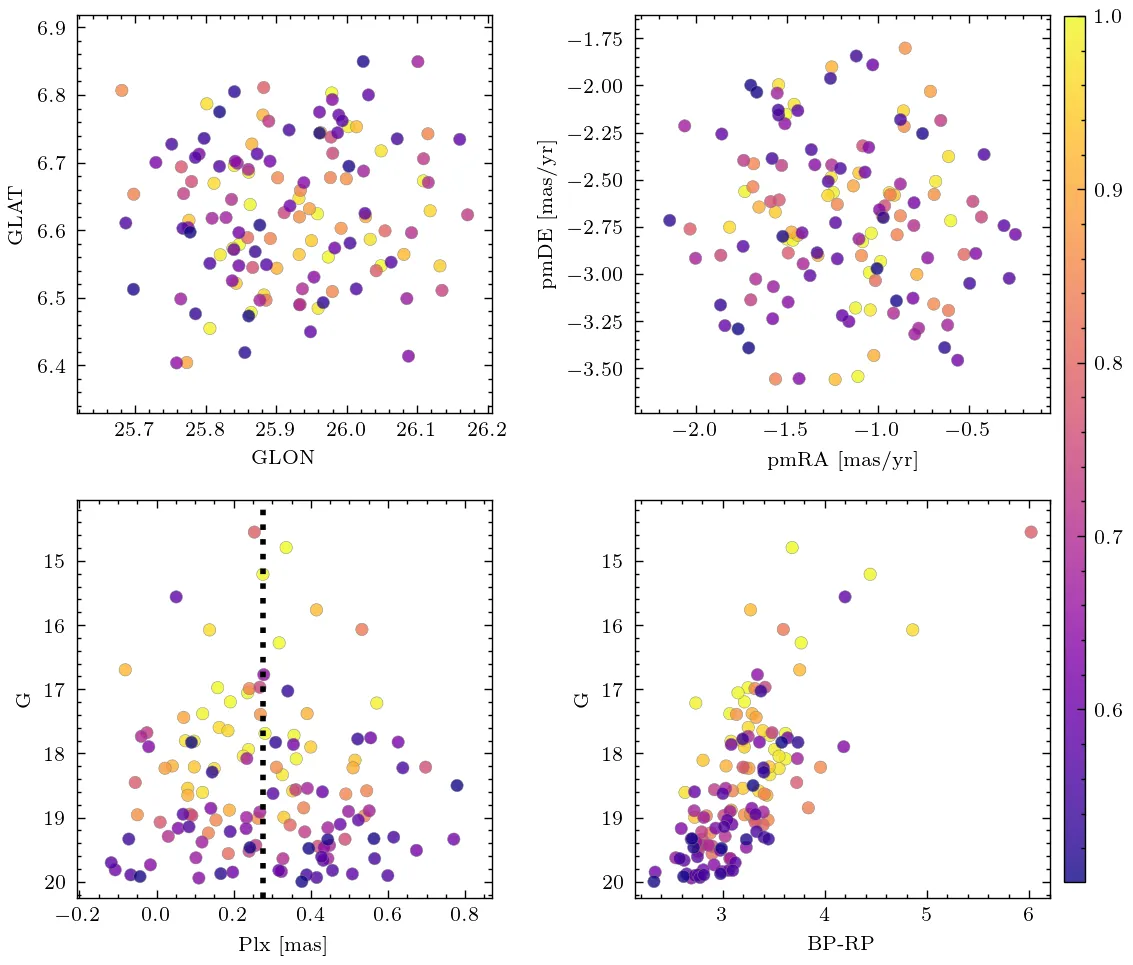 6.9
6.8
6.7
6.6
6.5
6.4
GLAT
25.7 25.8 25.9 26.0 26.1 26.2
GLON
−1.75
−2.00
−2.25
−2.50
−2.75
−3.00
−3.25
−3.50
pmDE [mas/yr]
−2.0 −1.5 −1.0 −0.5
pmRA [mas/yr]
1.0
0.9
0.8
0.7
0.6
15
16
17
18
19
20
G
−0.2 0.0 0.2 0.4 0.6 0.8
Plx [mas]
15
16
17
18
19
20
G
3 4 5 6
BP-RP